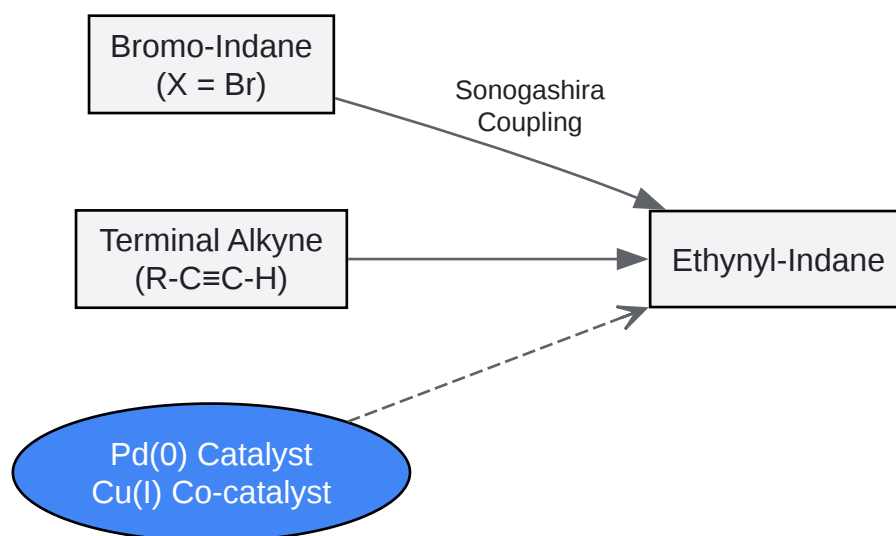 Bromo-Indane
(X = Br)
Sonogashira
Coupling
Terminal Alkyne
(R-C≡C-H)
Ethynyl-Indane
Pd(0) Catalyst
Cu(I) Co-catalyst